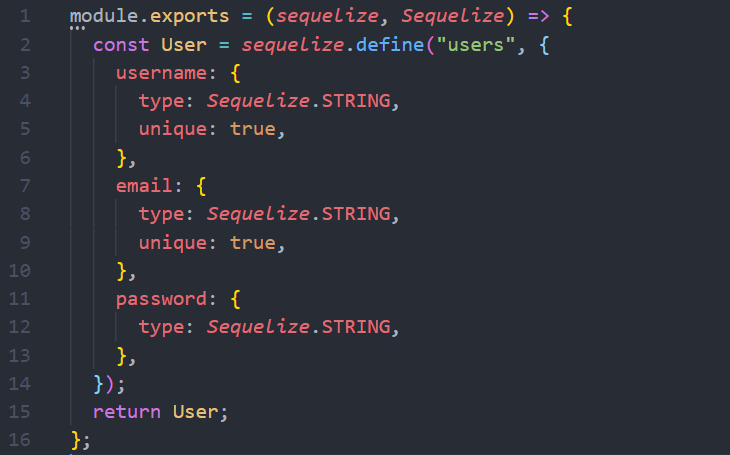 1 module.exports = (sequelize, Sequelize) => {
2   const User = sequelize.define("users", {
3     username: {
4       type: Sequelize.STRING,
5       unique: true,
6     },
7     email: {
8       type: Sequelize.STRING,
9       unique: true,
10     },
11     password: {
12       type: Sequelize.STRING,
13     },
14   });
15   return User;
16 };